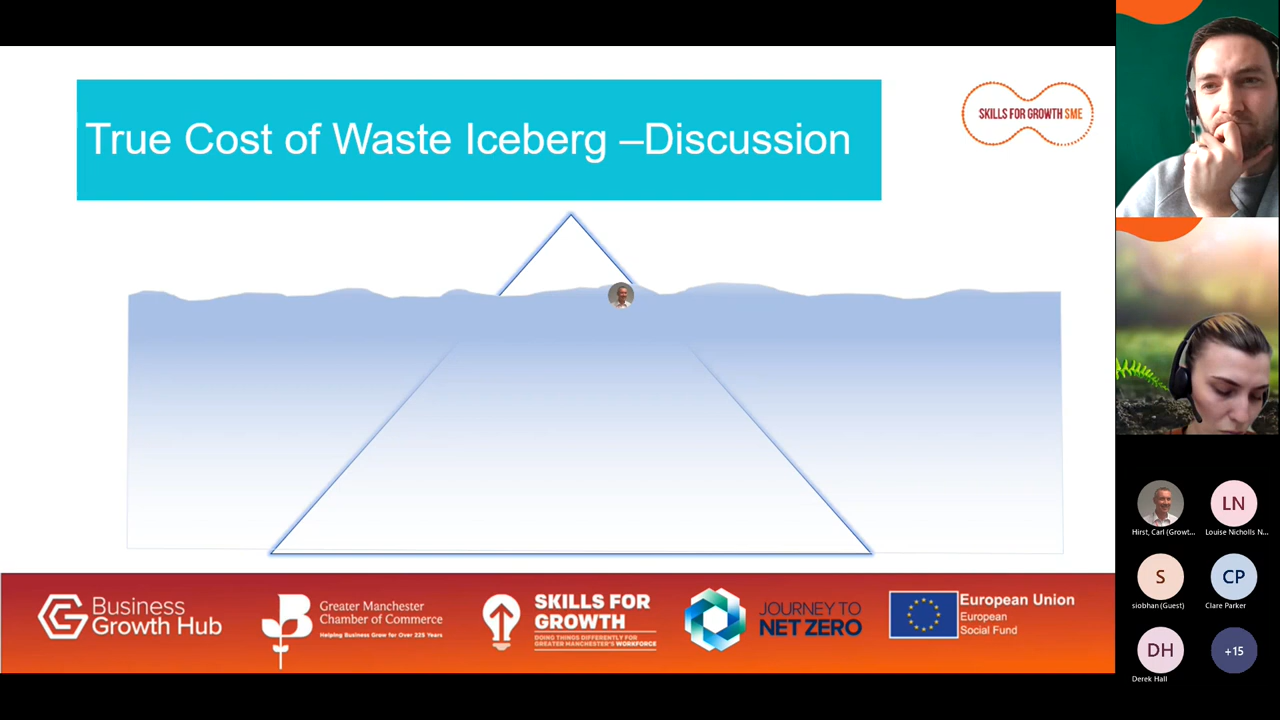 True Cost of Waste Iceberg –Discussion
SKILLS FOR GROWTH SME
Business
Growth Hub
Greater Manchester
Chamber of Commerce
Helping Business Grow for Over 225 Years
SKILLS FOR
GROWTH
DOING THINGS DIFFERENTLY FOR
GREATER MANCHESTER'S WORKFORCE
JOURNEY TO
NET ZERO
European Union
European
Social Fund
Hirst, Carl (Growt...
LN
Louise Nicholls N...
S
siobhan (Guest)
CP
Clare Parker
DH
Derek Hall
+15